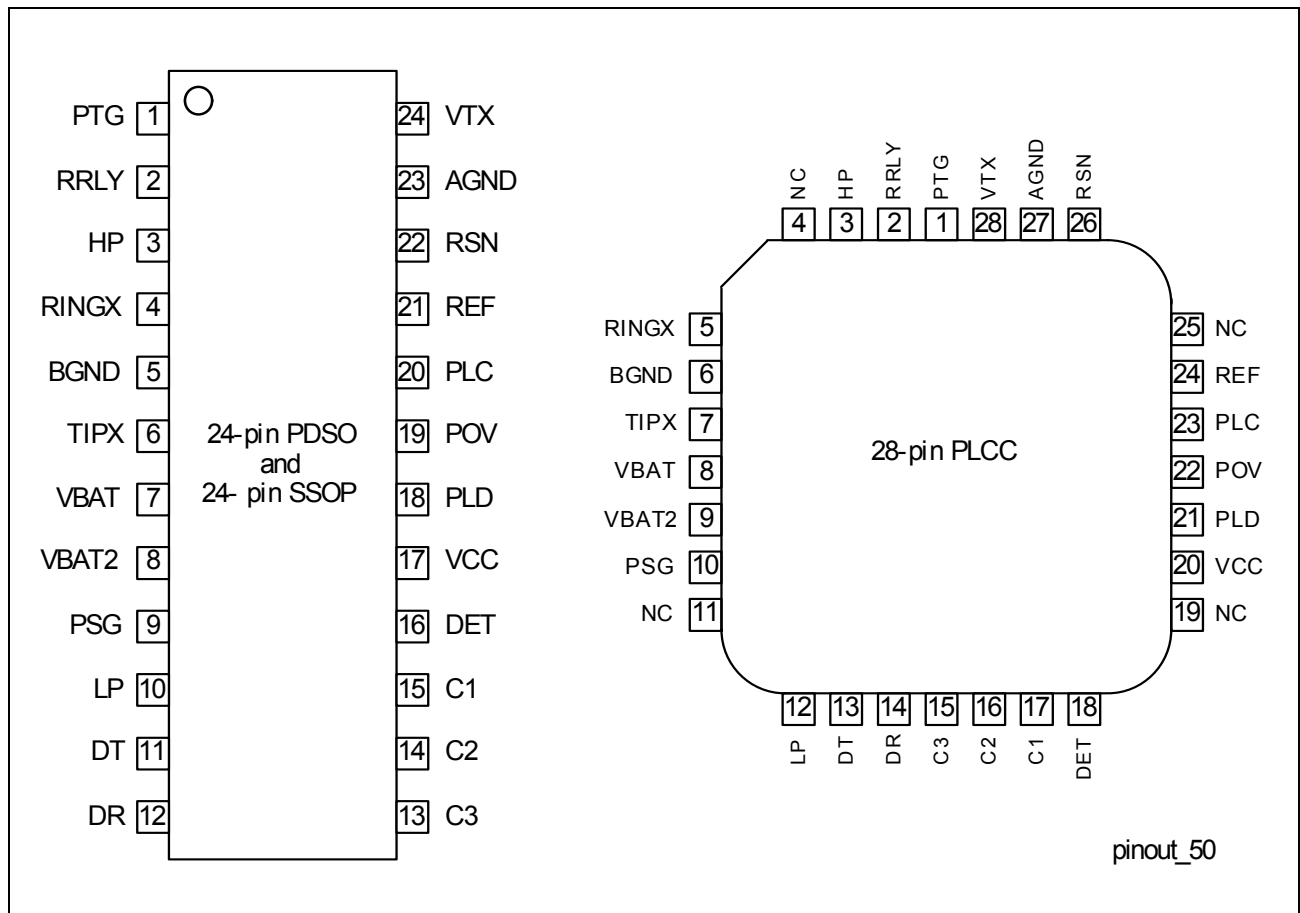 PTG 1
RRLY 2
HP 3
RINGX 4
BGND 5
TIPX 6
VBAT 7
VBAT2 8
PSG 9
LP 10
DT 11
DR 12
24-pin PDSO
and
24- pin SSOP
24 VTX
23 AGND
22 RSN
21 REF
20 PLC
19 POV
18 PLD
17 VCC
16 DET
15 C1
14 C2
13 C3
NC HP RRLY PTG VTX AGND RSN
4 3 2 1 28 27 26
RINGX 5
BGND 6
TIPX 7
VBAT 8
VBAT2 9
PSG 10
NC 11
28-pin PLCC
25 NC
24 REF
23 PLC
22 POV
21 PLD
20 VCC
19 NC
12 13 14 15 16 17 18
LP DT DR C3 C2 C1 DET
pinout_50